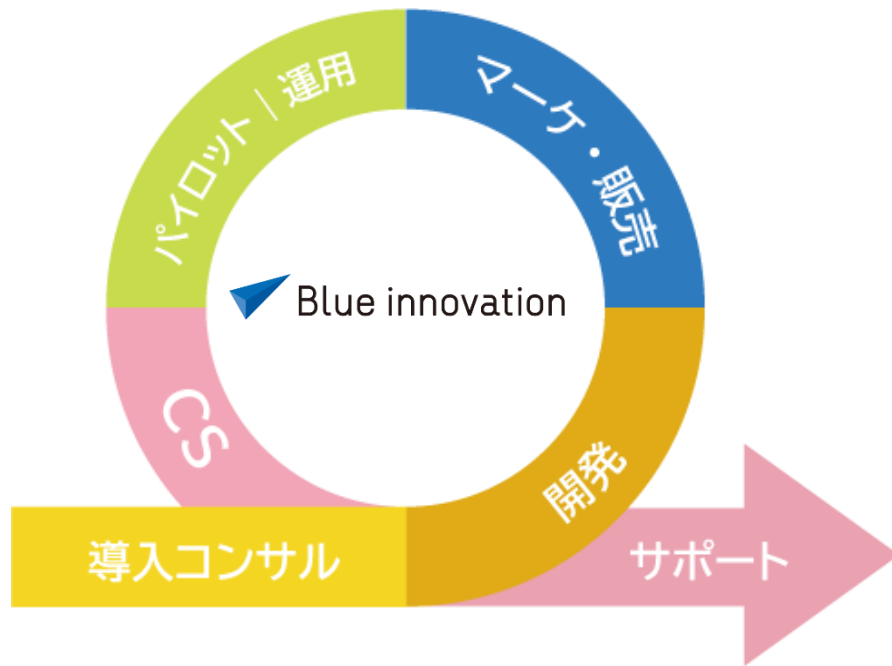 パイロット｜運用
マーケ・販売
Blue innovation
CS
開発
導入コンサル
サポート